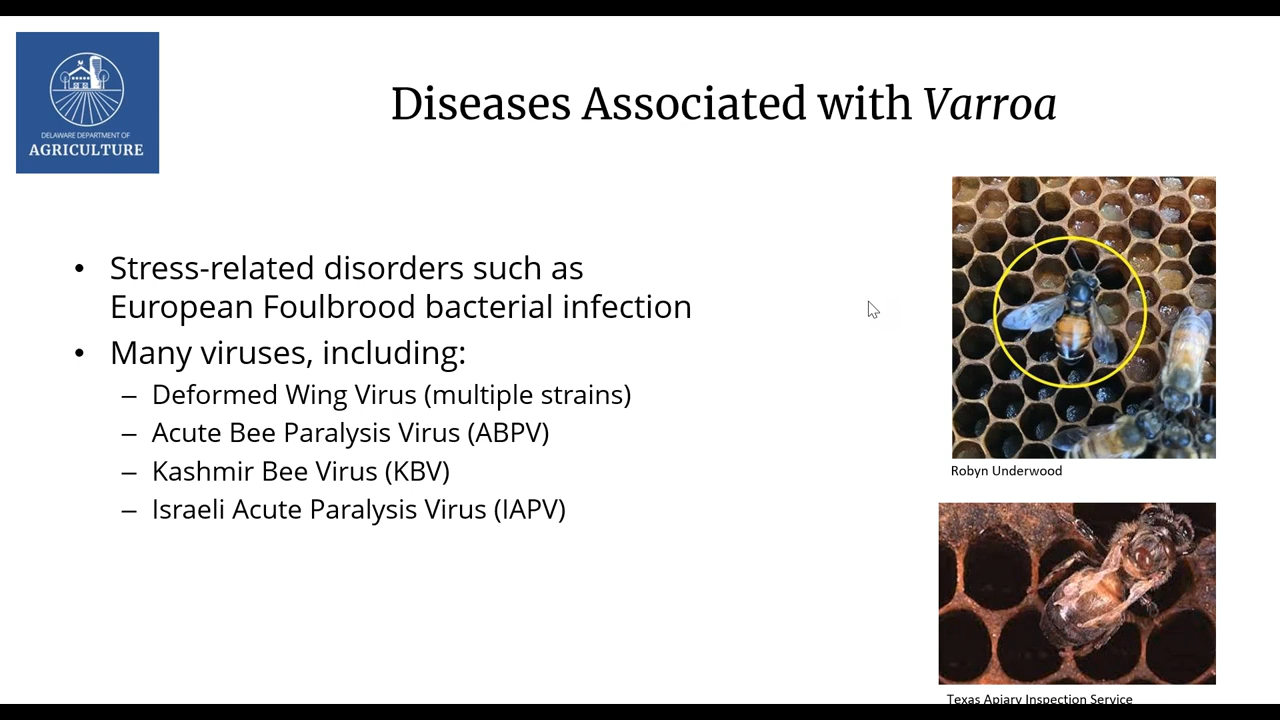 DELAWARE DEPARTMENT OF
AGRICULTURE
Diseases Associated with Varroa
• Stress-related disorders such as
European Foulbrood bacterial infection
• Many viruses, including:
– Deformed Wing Virus (multiple strains)
– Acute Bee Paralysis Virus (ABPV)
– Kashmir Bee Virus (KBV)
– Israeli Acute Paralysis Virus (IAPV)
Robyn Underwood
Texas Apiary Inspection Service